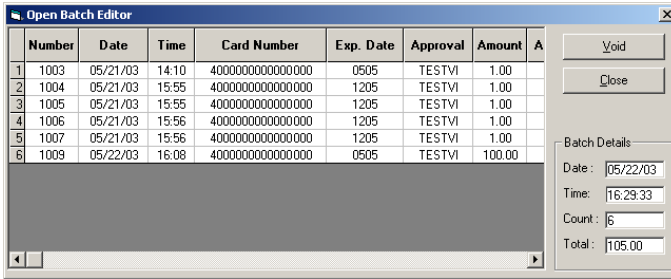 Open Batch Editor
Number Date Time Card Number Exp. Date Approval Amount A
1 1003 05/21/03 14:10 4000000000000000 0505 TESTVI 1.00
2 1004 05/21/03 15:55 4000000000000000 1205 TESTVI 1.00
3 1005 05/21/03 15:55 4000000000000000 1205 TESTVI 1.00
4 1006 05/21/03 15:56 4000000000000000 1205 TESTVI 1.00
5 1007 05/21/03 15:56 4000000000000000 1205 TESTVI 1.00
6 1009 05/22/03 16:08 4000000000000000 0505 TESTVI 100.00
Void
Close
Batch Details
Date : 05/22/03
Time: 16:29:33
Count : 6
Total : 105.00